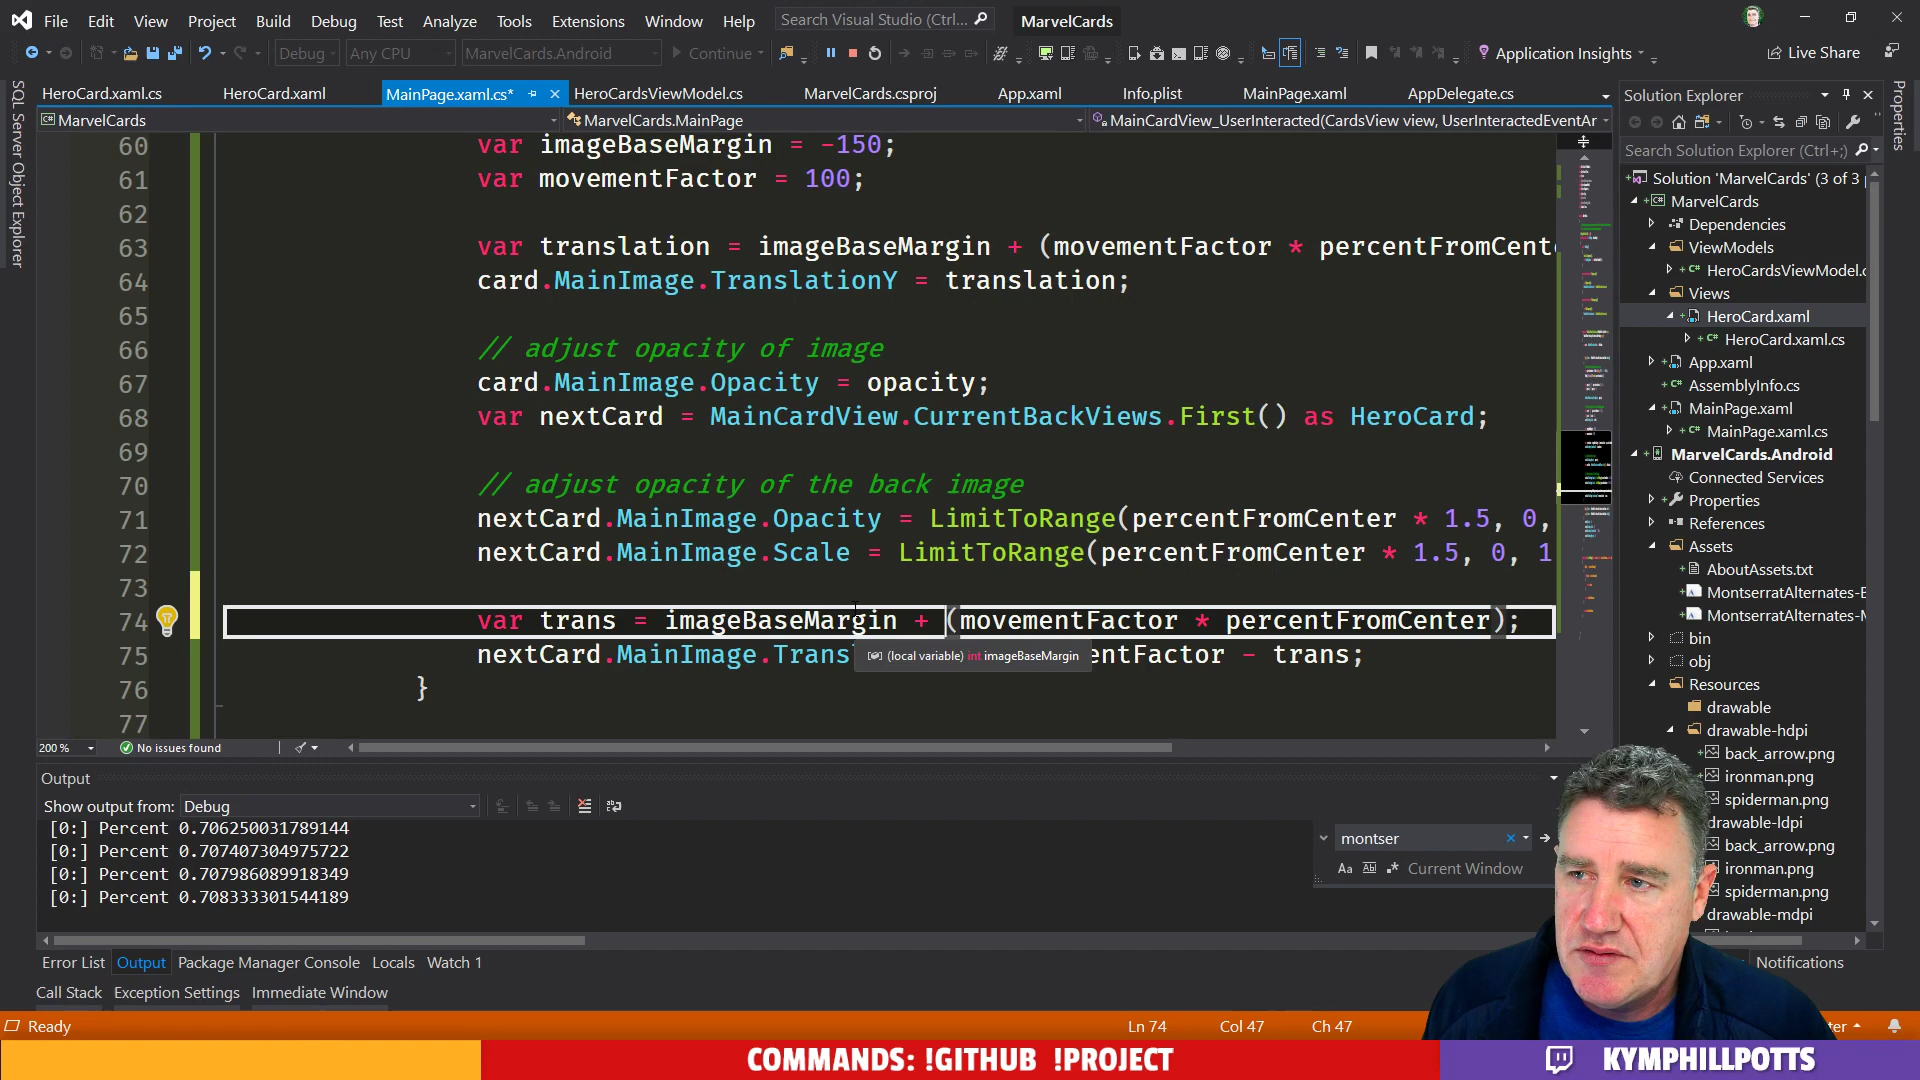 File Edit View Project Build Debug Test Analyze Tools Extensions Window Help Search Visual Studio (Ctrl... MarvelCards
Debug Any CPU MarvelCards.Android Continue Application Insights Live Share
HeroCard.xaml.cs HeroCard.xaml MainPage.xaml.cs* HeroCardsViewModel.cs MarvelCards.csproj App.xaml Info.plist MainPage.xaml AppDelegate.cs
MarvelCards MarvelCards.MainPage MainCardView_UserInteracted(CardsView view, UserInteractedEventAr
SQL Server Object Explorer
60 var imageBaseMargin = -150;
61 var movementFactor = 100;
62
63 var translation = imageBaseMargin + (movementFactor * percentFromCente
64 card.MainImage.TranslationY = translation;
65
66 // adjust opacity of image
67 card.MainImage.Opacity = opacity;
68 var nextCard = MainCardView.CurrentBackViews.First() as HeroCard;
69
70 // adjust opacity of the back image
71 nextCard.MainImage.Opacity = LimitToRange(percentFromCenter * 1.5, 0,
72 nextCard.MainImage.Scale = LimitToRange(percentFromCenter * 1.5, 0, 1
73
74 var trans = imageBaseMargin + (movementFactor * percentFromCenter);
75 nextCard.MainImage.Trans entFactor - trans;
(local variable) int imageBaseMargin
76 }
77
200 % No issues found
Output
Show output from: Debug
[0:] Percent 0.706250031789144
[0:] Percent 0.707407304975722
[0:] Percent 0.707986089918349
[0:] Percent 0.708333301544189
montser
Aa Current Window
Error List Output Package Manager Console Locals Watch 1
Call Stack Exception Settings Immediate Window
Solution Explorer
Search Solution Explorer (Ctrl+;)
Solution 'MarvelCards' (3 of 3
MarvelCards
Dependencies
ViewModels
HeroCardsViewModel.c
Views
HeroCard.xaml
HeroCard.xaml.cs
App.xaml
AssemblyInfo.cs
MainPage.xaml
MainPage.xaml.cs
MarvelCards.Android
Connected Services
Properties
References
Assets
AboutAssets.txt
MontserratAlternates-E
MontserratAlternates-M
bin
obj
Resources
drawable
drawable-hdpi
back_arrow.png
ironman.png
spiderman.png
drawable-ldpi
back_arrow.png
ironman.png
spiderman.png
drawable-mdpi
Properties
Notifications
Ready Ln 74 Col 47 Ch 47
COMMANDS: !GITHUB !PROJECT KYMPHILLPOTTS